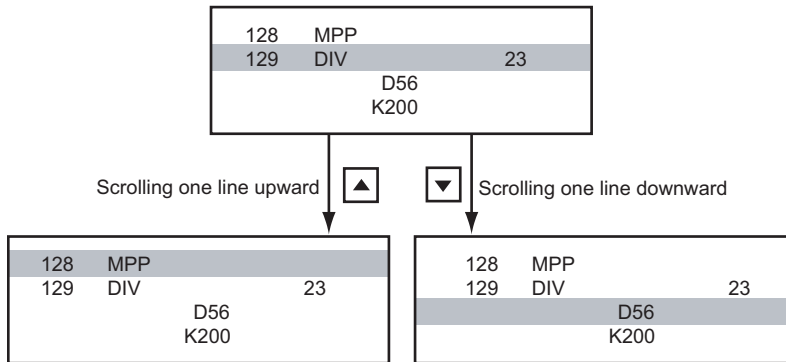 128 MPP
129 DIV 23
D56
K200
Scrolling one line upward ▲ ▼ Scrolling one line downward
128 MPP
129 DIV 23
D56
K200
128 MPP
129 DIV 23
D56
K200